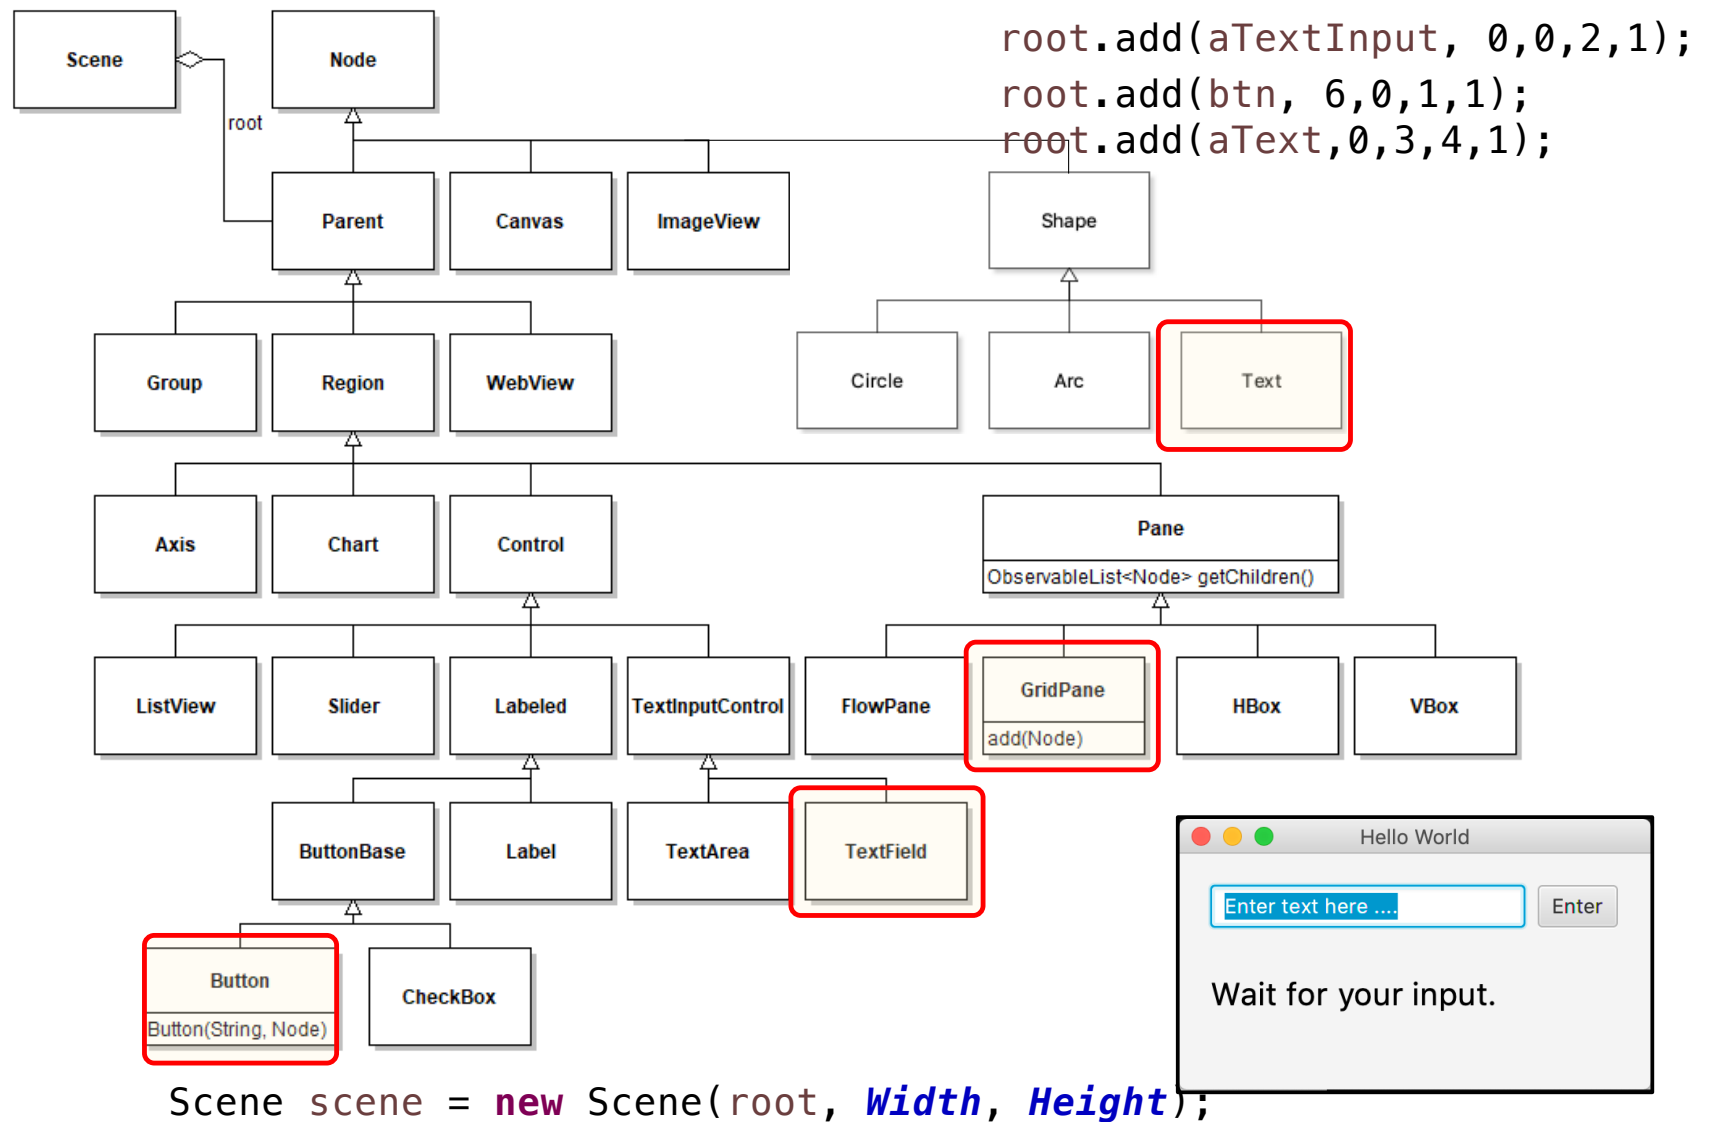 root.add(aTextInput, 0,0,2,1);
root.add(btn, 6,0,1,1);
root.add(aText,0,3,4,1);
Scene
Node
root
Parent
Canvas
ImageView
Shape
Group
Region
WebView
Circle
Arc
Text
Axis
Chart
Control
Pane
ObservableList<Node> getChildren()
ListView
Slider
Labeled
TextInputControl
FlowPane
GridPane
add(Node)
HBox
VBox
ButtonBase
Label
TextArea
TextField
Button
Button(String, Node)
CheckBox
Hello World
Enter text here ....
Enter
Wait for your input.
Scene scene = new Scene(root, Width, Height);